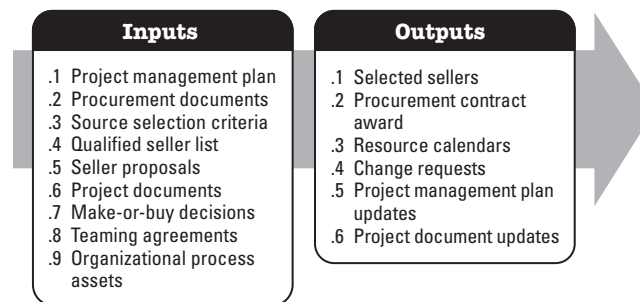 Inputs
.1 Project management plan
.2 Procurement documents
.3 Source selection criteria
.4 Qualified seller list
.5 Seller proposals
.6 Project documents
.7 Make-or-buy decisions
.8 Teaming agreements
.9 Organizational process
assets
Outputs
.1 Selected sellers
.2 Procurement contract
award
.3 Resource calendars
.4 Change requests
.5 Project management plan
updates
.6 Project document updates